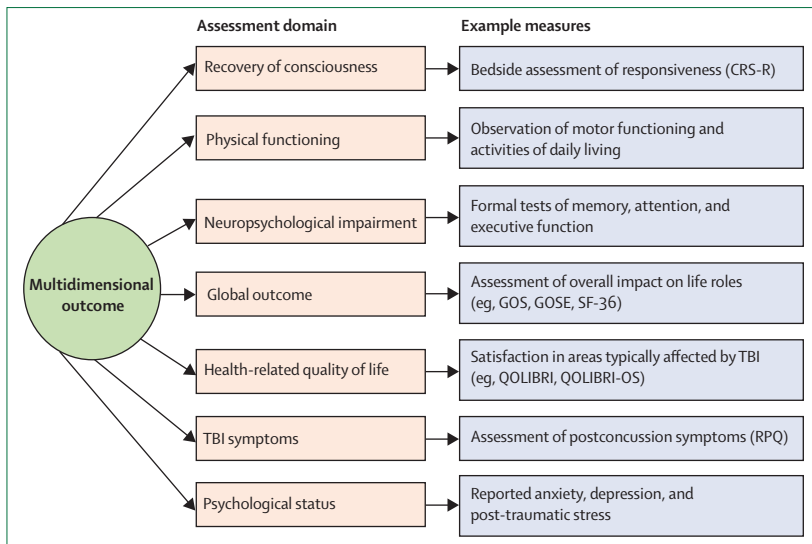 Assessment domain
Example measures
Recovery of consciousness
Bedside assessment of responsiveness (CRS-R)
Physical functioning
Observation of motor functioning and
activities of daily living
Neuropsychological impairment
Formal tests of memory, attention, and
executive function
Multidimensional
outcome
Global outcome
Assessment of overall impact on life roles
(eg, GOS, GOSE, SF-36)
Health-related quality of life
Satisfaction in areas typically affected by TBI
(eg, QOLIBRI, QOLIBRI-OS)
TBI symptoms
Assessment of postconcussion symptoms (RPQ)
Psychological status
Reported anxiety, depression, and
post-traumatic stress